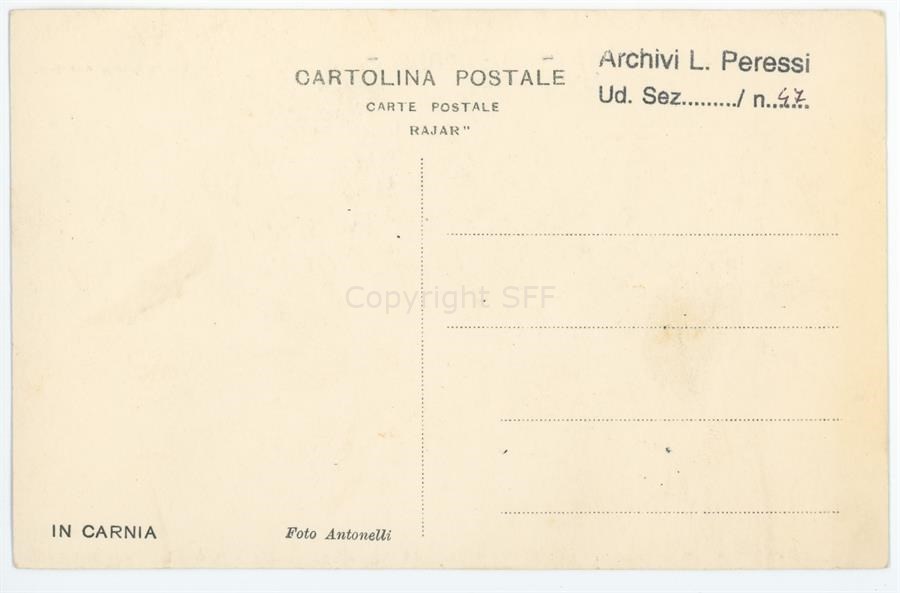 CARTOLINA POSTALE
CARTE POSTALE
RAJAR"
Archivi L. Peressi
Ud. Sez........./ n..47..
Copyright SFF
IN CARNIA
Foto Antonelli